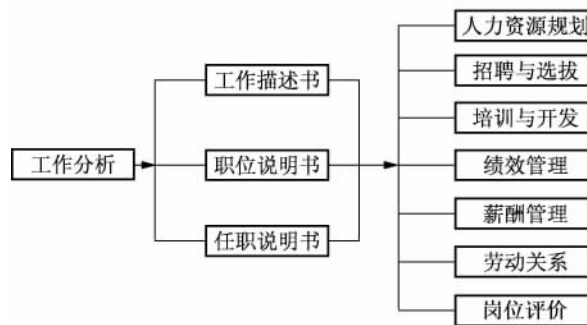 工作分析
工作描述书
职位说明书
任职说明书
人力资源规划
招聘与选拔
培训与开发
绩效管理
薪酬管理
劳动关系
岗位评价